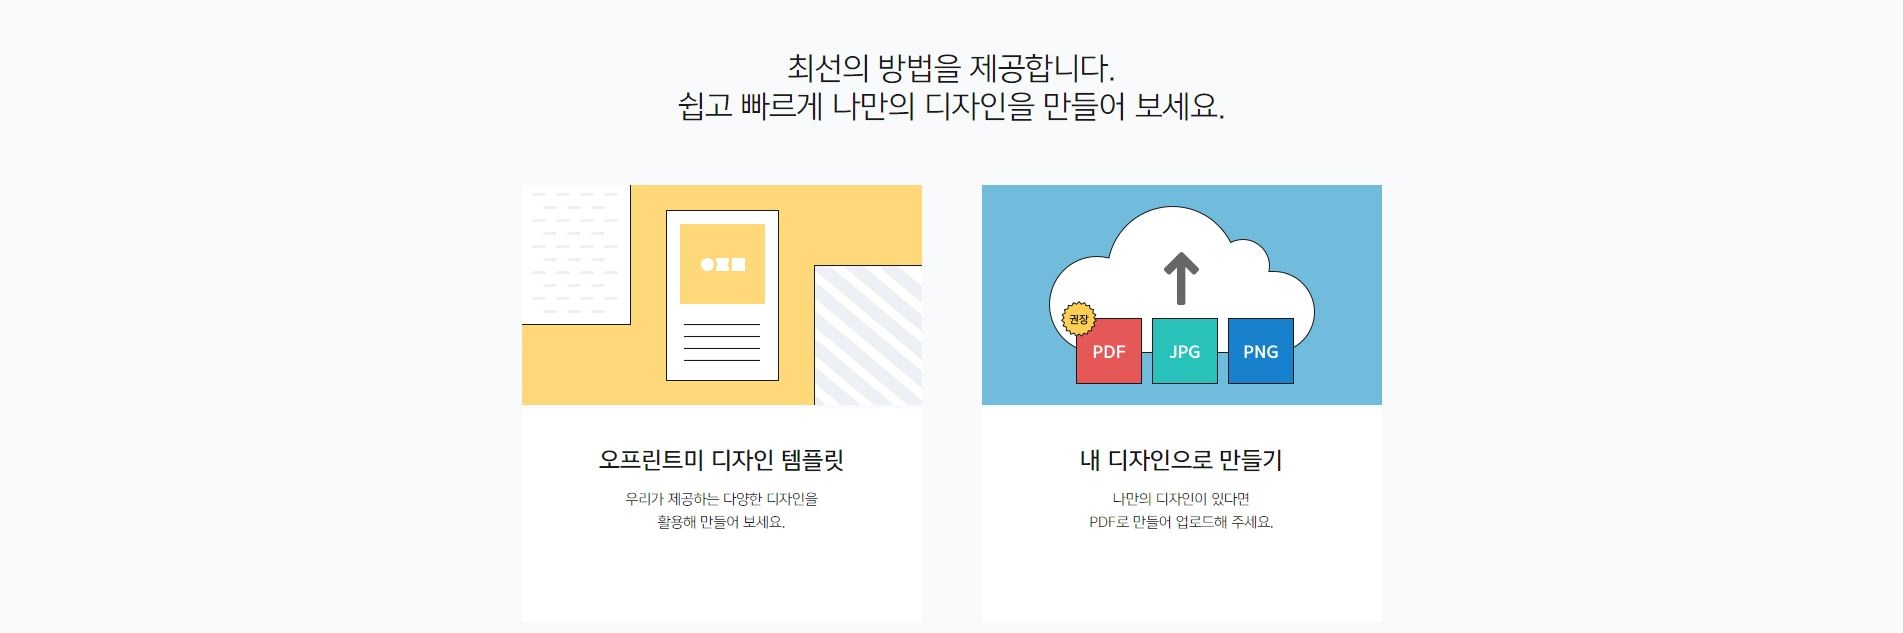 최선의 방법을 제공합니다.
쉽고 빠르게 나만의 디자인을 만들어 보세요.
권장
PDF
JPG
PNG
오프린트미 디자인 템플릿
우리가 제공하는 다양한 디자인을
활용해 만들어 보세요.
내 디자인으로 만들기
나만의 디자인이 있다면
PDF로 만들어 업로드해 주세요.